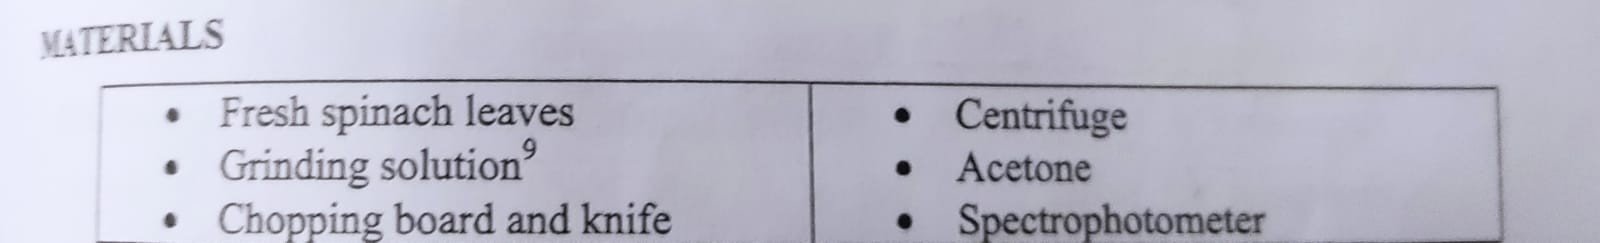 MATERIALS
• Fresh spinach leaves
• Grinding solution⁹
• Chopping board and knife
• Centrifuge
• Acetone
• Spectrophotometer